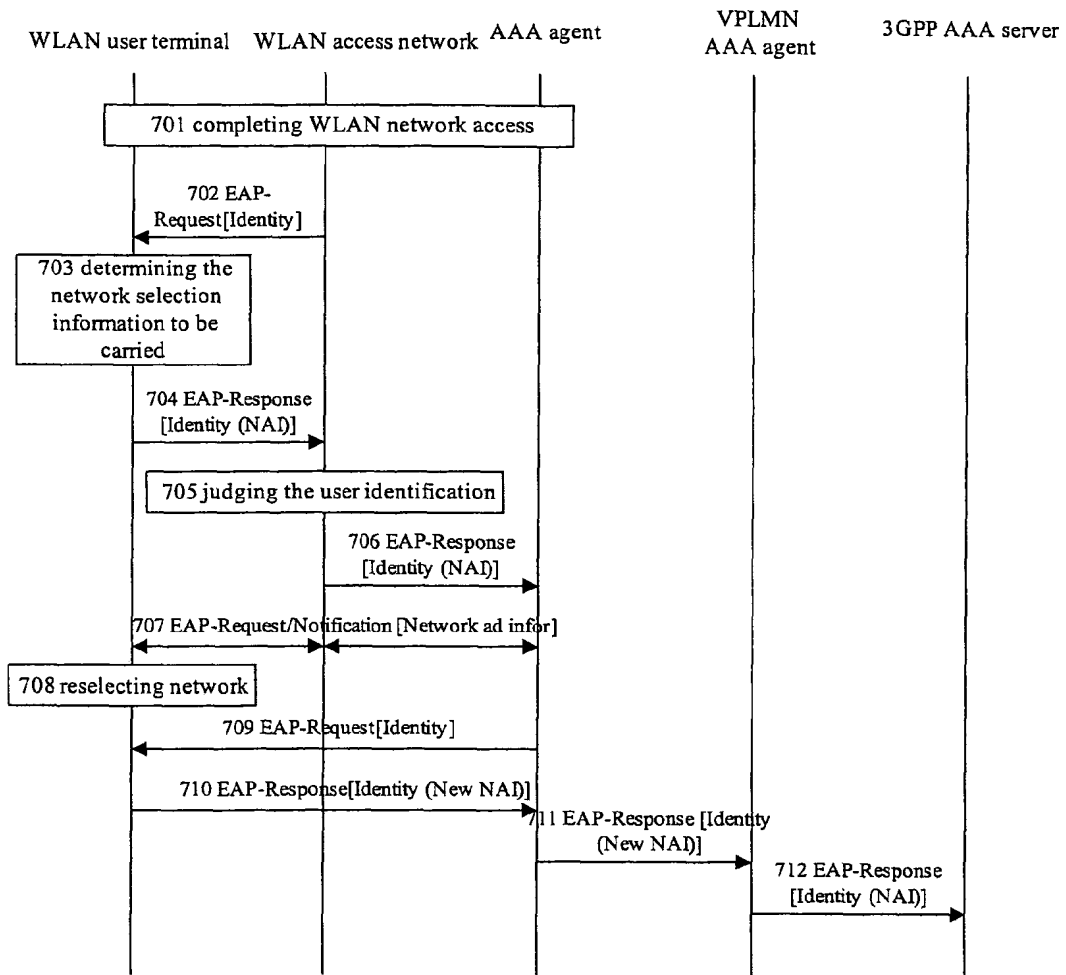 WLAN user terminal
WLAN access network
AAA agent
VPLMN
AAA agent
3GPP AAA server
701 completing WLAN network access
702 EAP-
Request[Identity]
703 determining the
network selection
information to be
carried
704 EAP-Response
[Identity (NAI)]
705 judging the user identification
706 EAP-Response
[Identity (NAI)]
707 EAP-Request/Notification [Network ad infor]
708 reselecting network
709 EAP-Request[Identity]
710 EAP-Response[Identity (New NAI)]
711 EAP-Response [Identity
(New NAI)]
712 EAP-Response
[Identity (NAI)]